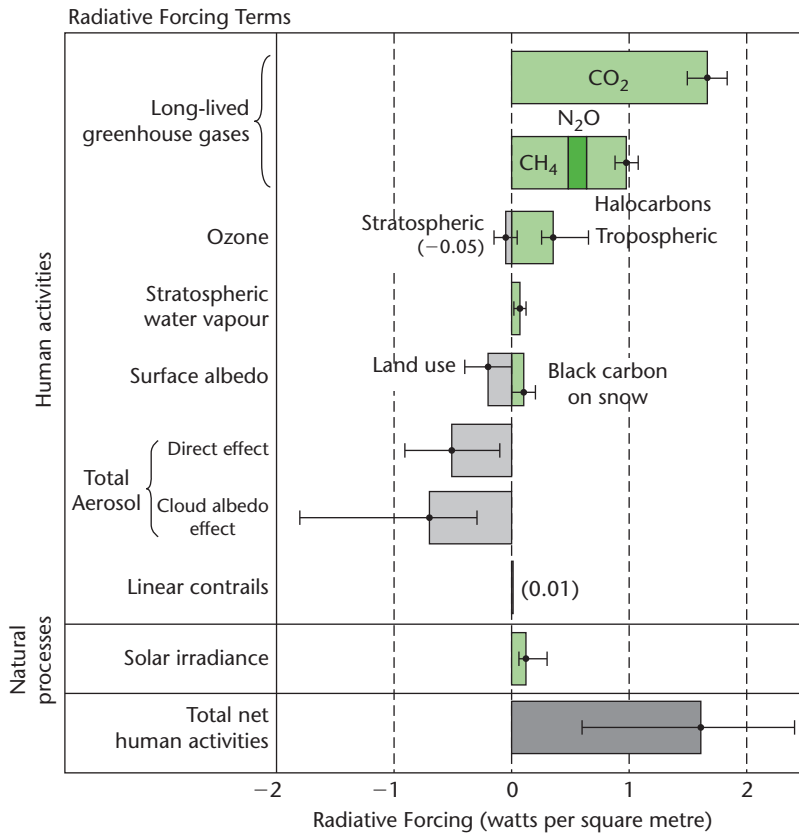 Radiative Forcing Terms
Human activities
Long-lived
greenhouse gases
CO₂
N₂O
CH₄
Halocarbons
Ozone
Stratospheric
(−0.05)
Tropospheric
Stratospheric
water vapour
Surface albedo
Land use
Black carbon
on snow
Total
Aerosol
Direct effect
Cloud albedo
effect
Linear contrails
(0.01)
Natural
processes
Solar irradiance
Total net
human activities
−2 −1 0 1 2
Radiative Forcing (watts per square metre)